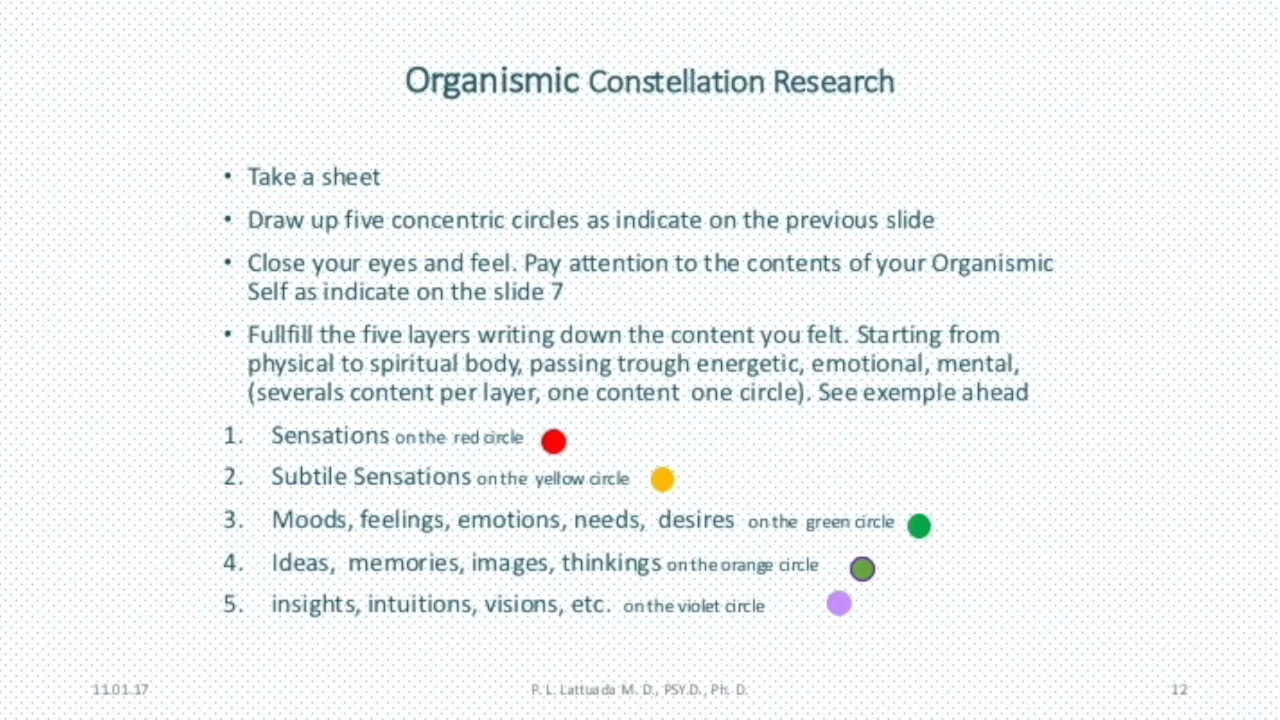 Organismic Constellation Research
• Take a sheet
• Draw up five concentric circles as indicate on the previous slide
• Close your eyes and feel. Pay attention to the contents of your Organismic
Self as indicate on the slide 7
• Fullfill the five layers writing down the content you felt. Starting from
physical to spiritual body, passing trough energetic, emotional, mental,
(severals content per layer, one content one circle). See exemple ahead
1. Sensations on the red circle
2. Subtile Sensations on the yellow circle
3. Moods, feelings, emotions, needs, desires on the green circle
4. Ideas, memories, images, thinkings on the orange circle
5. insights, intuitions, visions, etc. on the violet circle
11.01.17 P. L. Lattuada M. D., PSY.D., Ph. D. 12